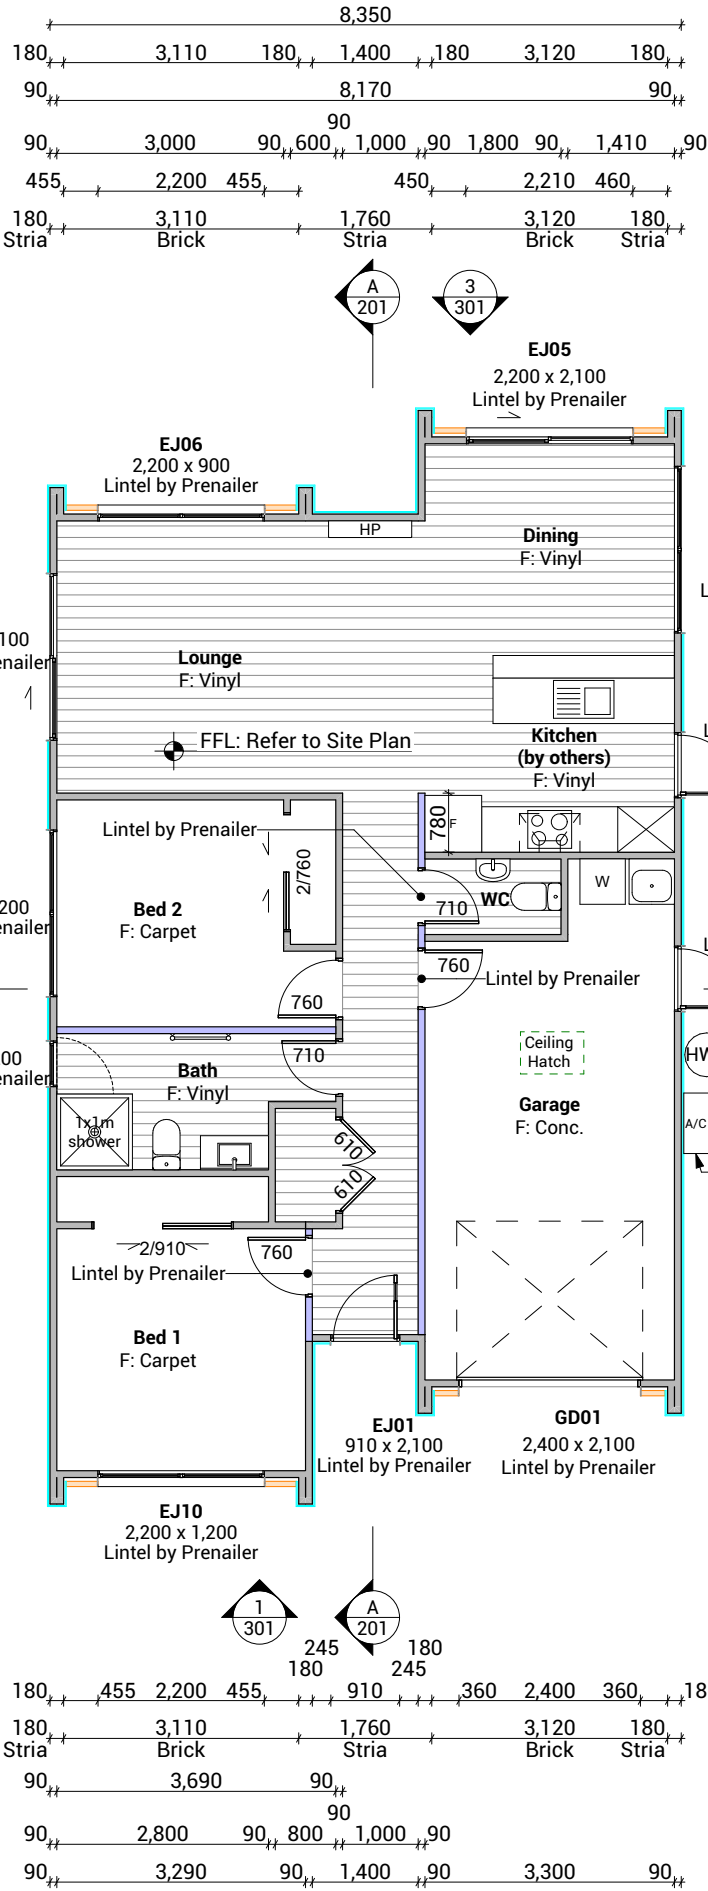 8,350
180 3,110 180 1,400 180 3,120 180
90 8,170 90
90
90 3,000 90 600 1,000 90 1,800 90 1,410 90
455 2,200 455 450 2,210 460
180 3,110 1,760 3,120 180
Stria Brick Stria Brick Stria
A
201
3
301
EJ05
2,200 x 2,100
Lintel by Prenailer
EJ06
2,200 x 900
Lintel by Prenailer
HP
Dining
F: Vinyl
L
100
enailer
Lounge
F: Vinyl
L
FFL: Refer to Site Plan
Kitchen
(by others)
F: Vinyl
780
F
Lintel by Prenailer
2/760
W
WC
710
200
enailer
Bed 2
F: Carpet
L
760
Lintel by Prenailer
760
Ceiling
Hatch
HW
00
enailer
710
Bath
F: Vinyl
Garage
F: Conc.
A/C
1x1m
shower
610
610
2/910
760
Lintel by Prenailer
Bed 1
F: Carpet
EJ01
910 x 2,100
Lintel by Prenailer
GD01
2,400 x 2,100
Lintel by Prenailer
EJ10
2,200 x 1,200
Lintel by Prenailer
1
301
A
201
245 180
180 245
180 455 2,200 455 910 360 2,400 360 18
180 3,110 1,760 3,120 180
Stria Brick Stria Brick Stria
90 3,690 90
90
90 2,800 90 800 1,000 90
90 3,290 90 1,400 90 3,300 90